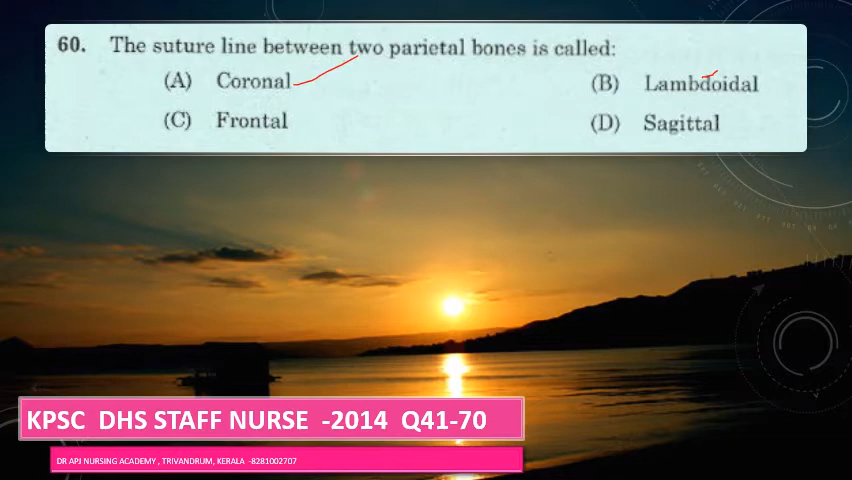 60. The suture line between two parietal bones is called:
(A) Coronal (B) Lambdoidal
(C) Frontal (D) Sagittal
KPSC DHS STAFF NURSE -2014 Q41-70
DR APJ NURSING ACADEMY , TRIVANDRUM, KERALA -8281002707